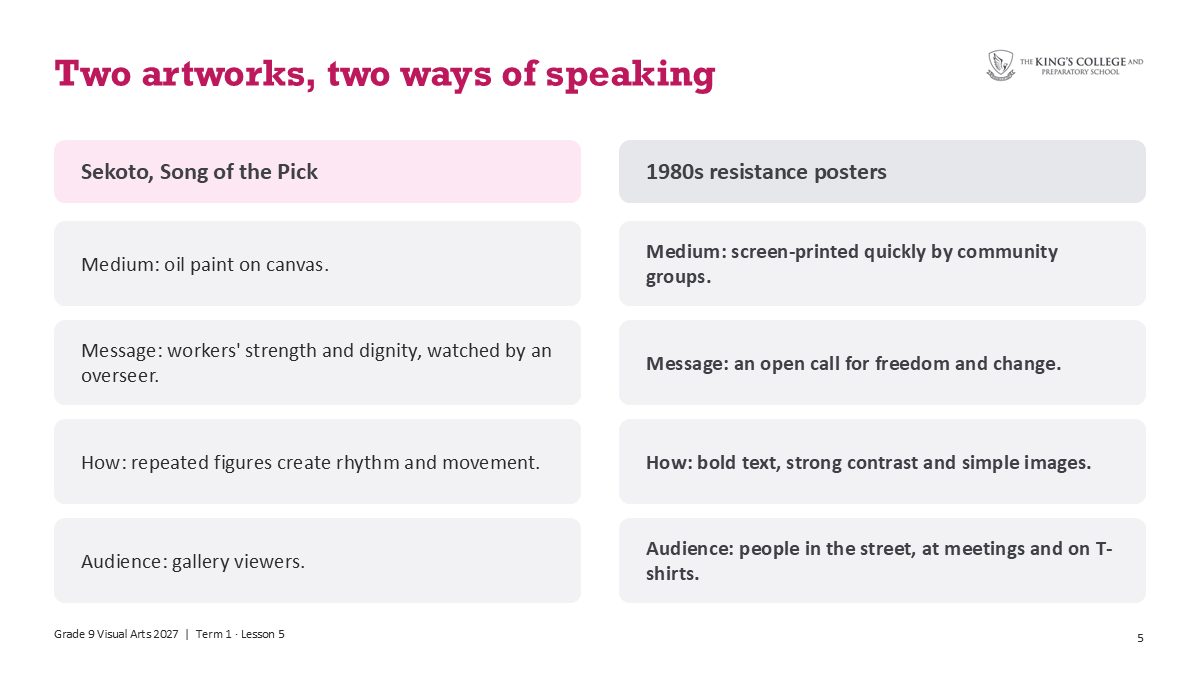 Two artworks, two ways of speaking
THE KING'S COLLEGE AND
PREPARATORY SCHOOL
Sekoto, Song of the Pick
Medium: oil paint on canvas.
Message: workers' strength and dignity, watched by an
overseer.
How: repeated figures create rhythm and movement.
Audience: gallery viewers.
1980s resistance posters
Medium: screen-printed quickly by community
groups.
Message: an open call for freedom and change.
How: bold text, strong contrast and simple images.
Audience: people in the street, at meetings and on T-
shirts.
Grade 9 Visual Arts 2027 | Term 1 · Lesson 5
5